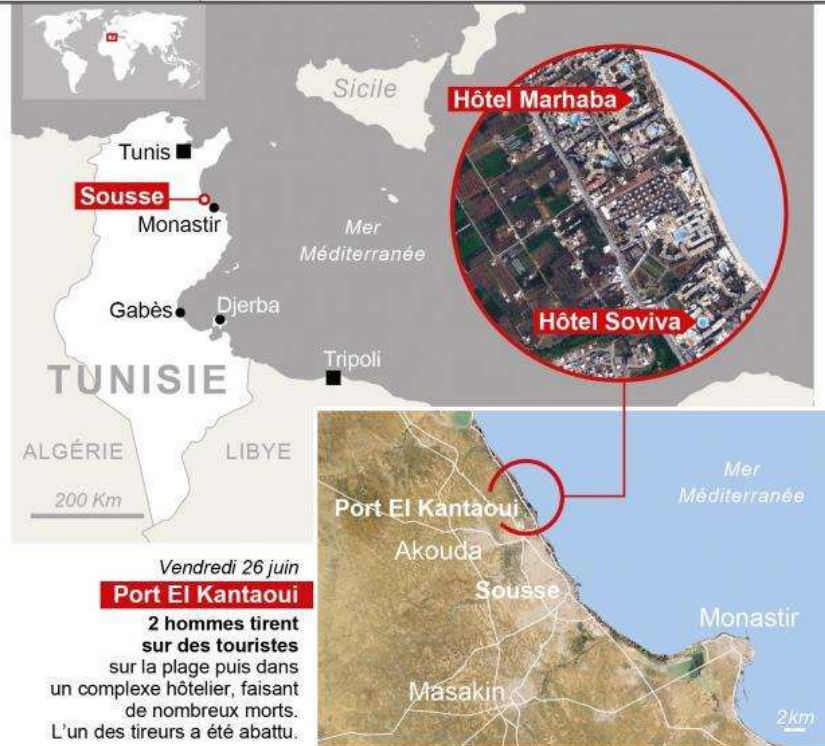 Sicile
Hôtel Marhaba
Tunis
Sousse
Monastir
Mer
Méditerranée
Gabès
Djerba
Hôtel Soviva
Tripoli
TUNISIE
ALGÉRIE
LIBYE
200 Km
Mer
Méditerranée
Port El Kantaoui
Akouda
Sousse
Monastir
Masakin
2km
Vendredi 26 juin
Port El Kantaoui
2 hommes tirent
sur des touristes
sur la plage puis dans
un complexe hôtelier, faisant
de nombreux morts.
L'un des tireurs a été abattu.